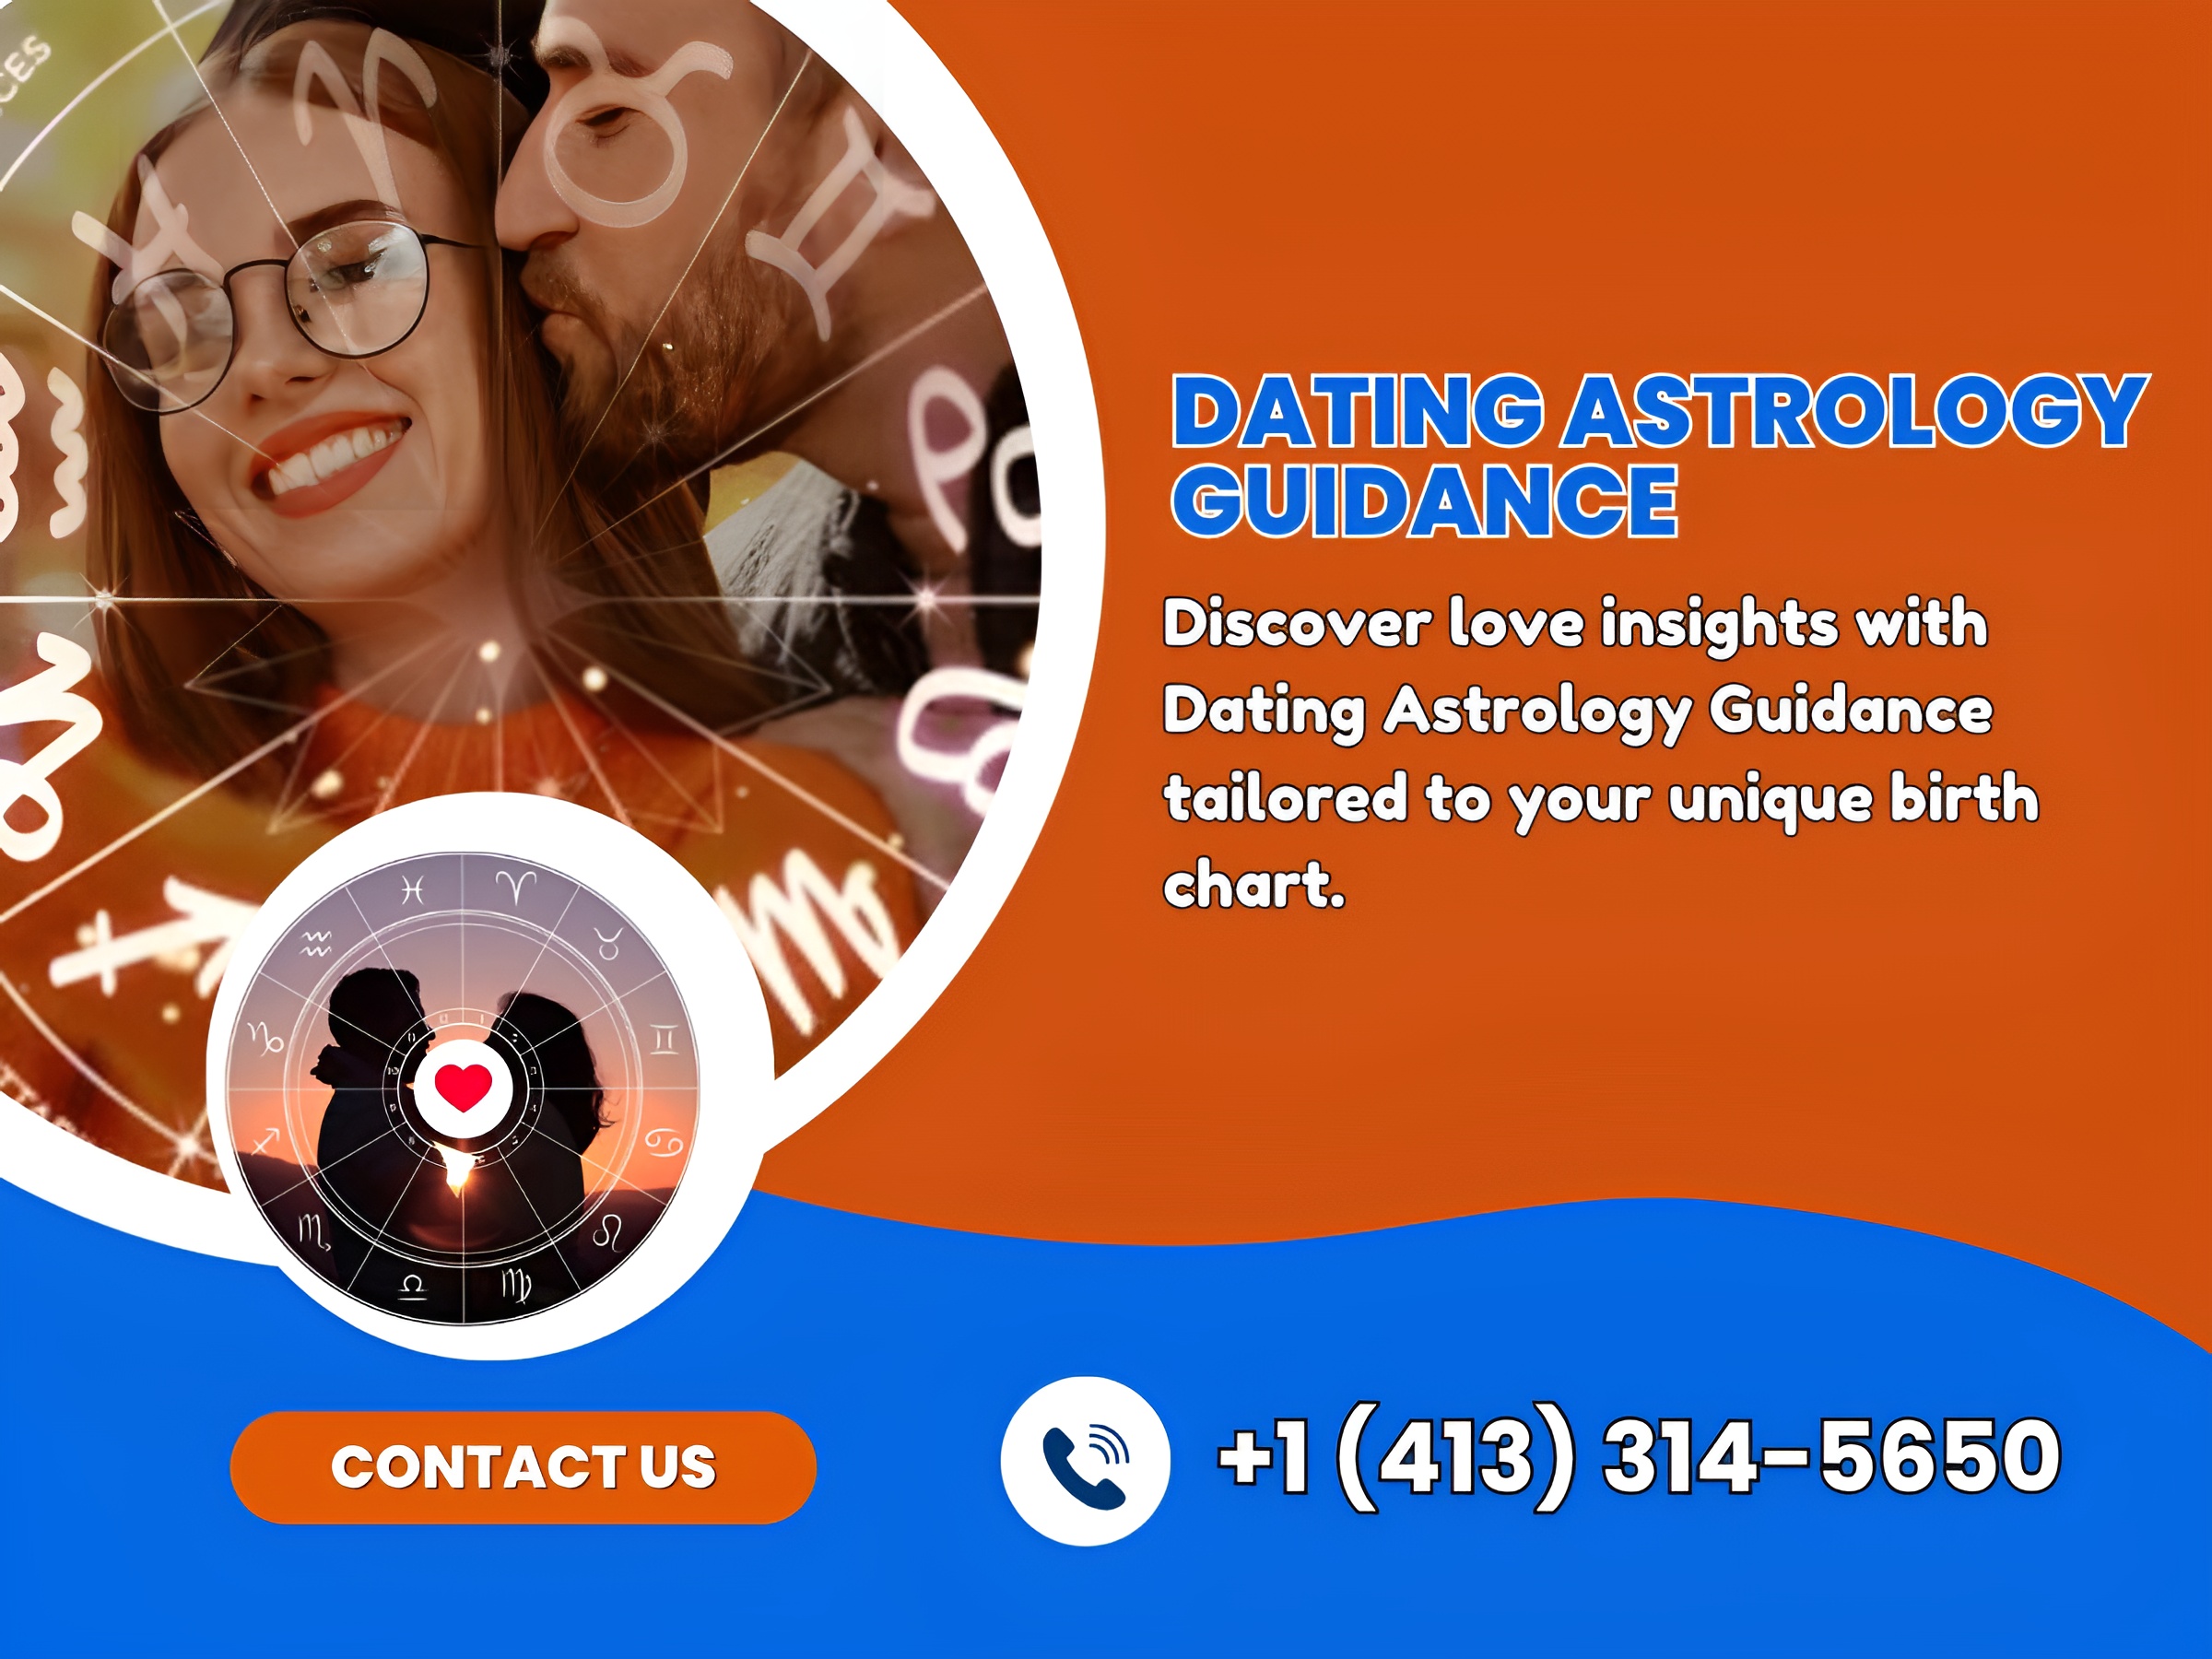 DATING ASTROLOGY
GUIDANCE
Discover love insights with
Dating Astrology Guidance
tailored to your unique birth
chart.
CONTACT US
+1 (413) 314-5650